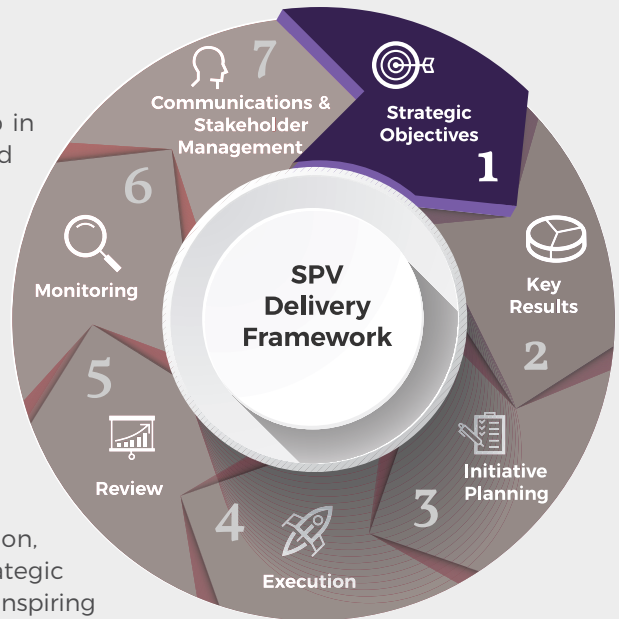 7
Communications &
Stakeholder
Management
Strategic
Objectives
1
Key
Results
2
Initiative
Planning
3
Execution
4
Review
5
Monitoring
6
SPV
Delivery
Framework
in
on,
ategic
nspiring